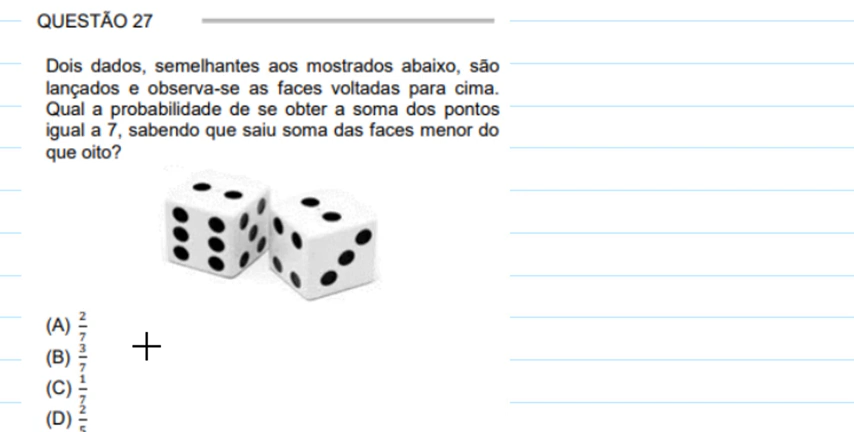 QUESTÃO 27
Dois dados, semelhantes aos mostrados abaixo, são
lançados e observa-se as faces voltadas para cima.
Qual a probabilidade de se obter a soma dos pontos
igual a 7, sabendo que saiu soma das faces menor do
que oito?
(A) 2/7
(B) 3/7
(C) 1/7
(D) 2/5